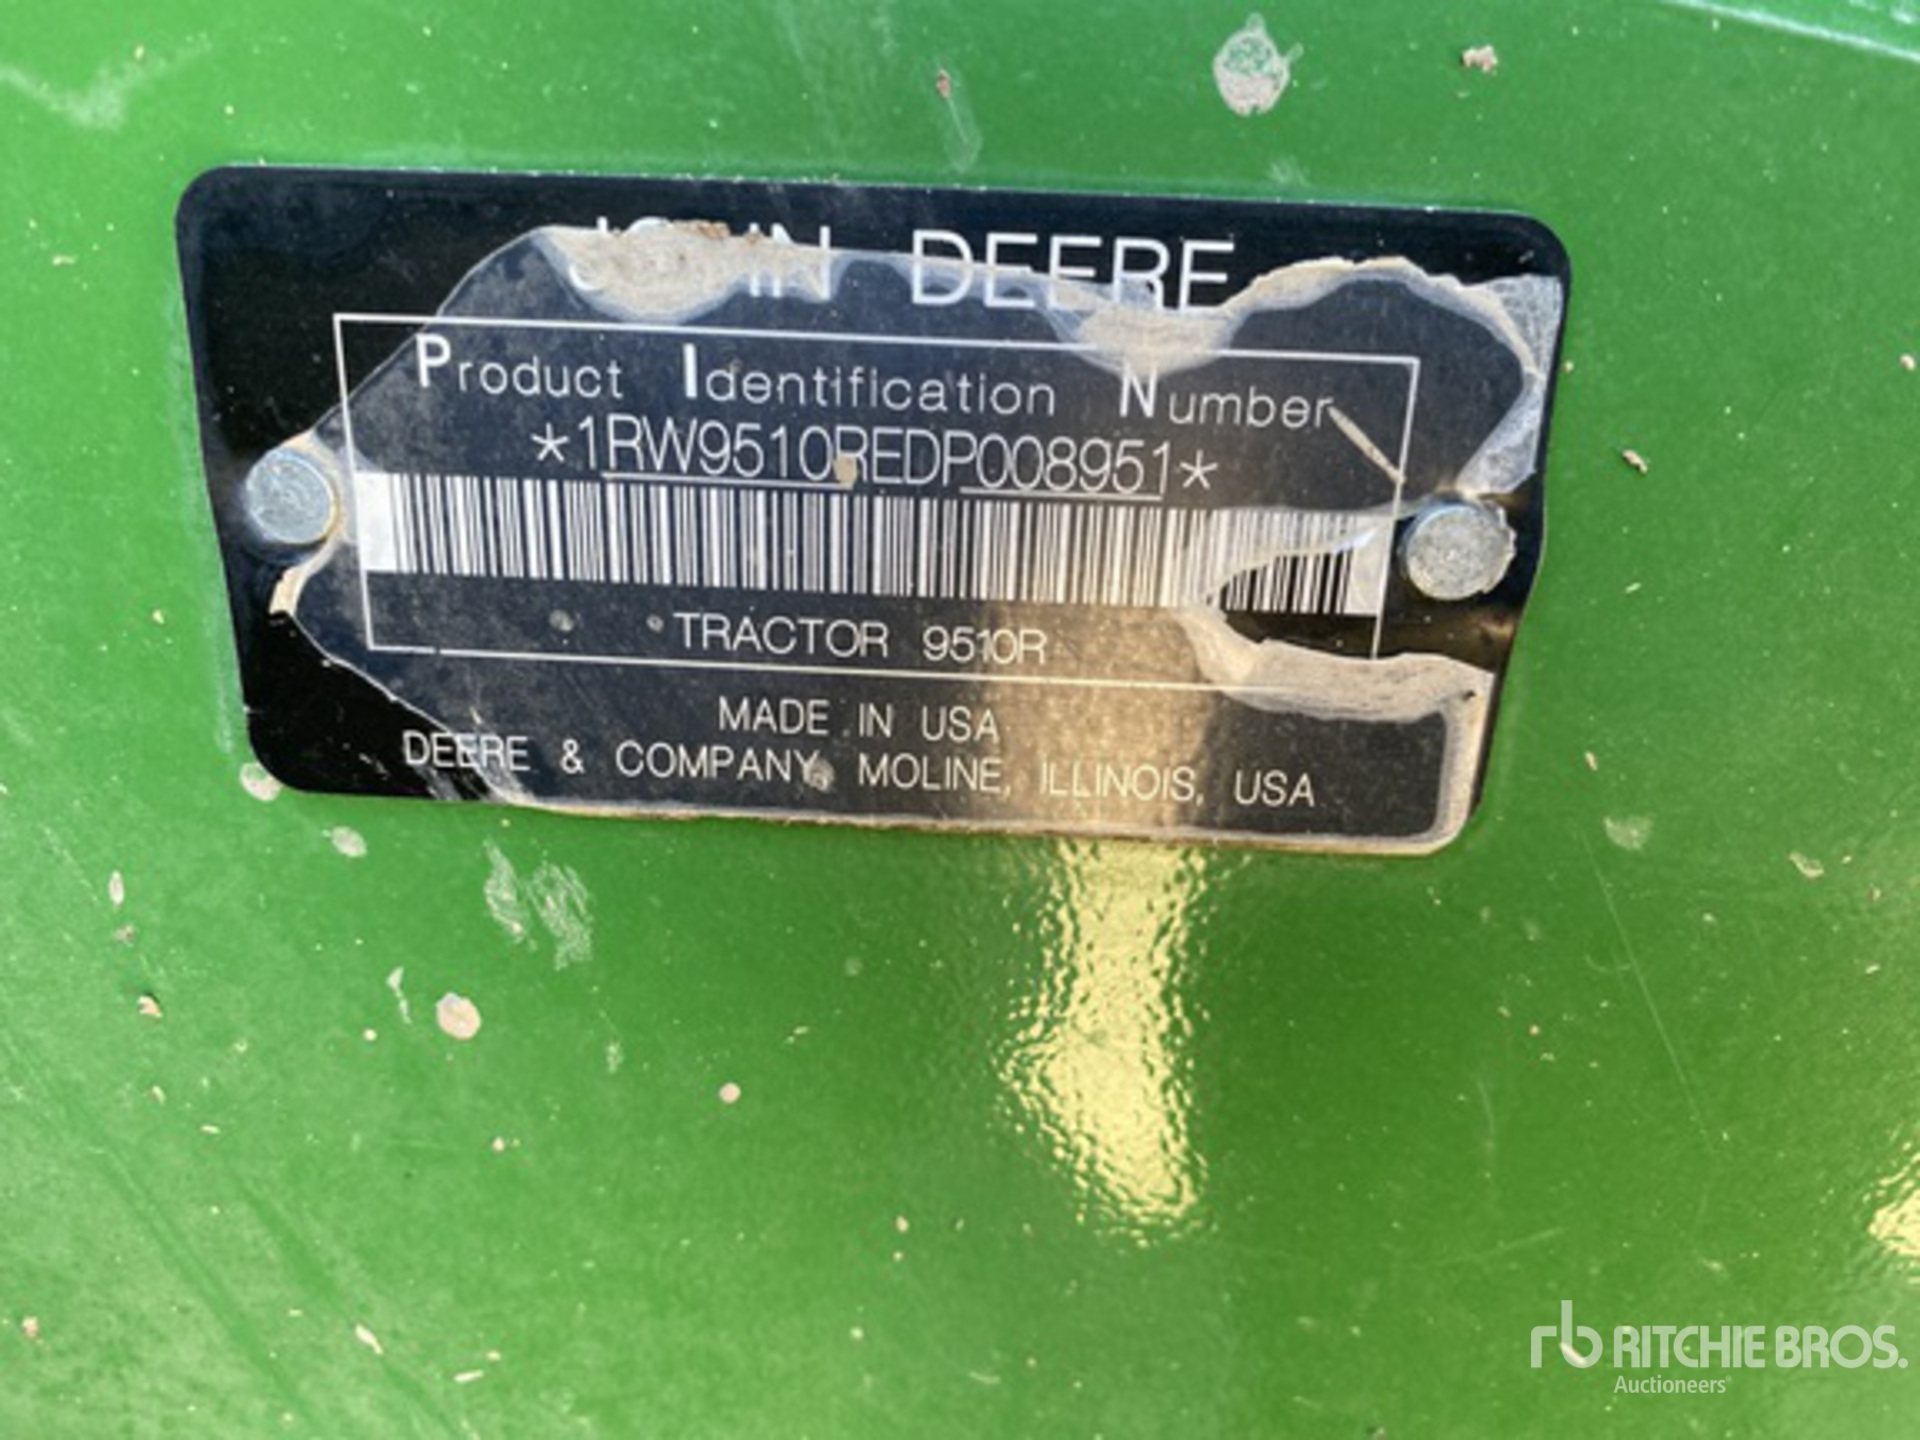 JOHN DEERE
Product Identification Number
*1RW9510REDP008951*
TRACTOR 9510R
MADE IN USA
DEERE & COMPANY, MOLINE, ILLINOIS, USA
rb RITCHIE BROS.
Auctioneers